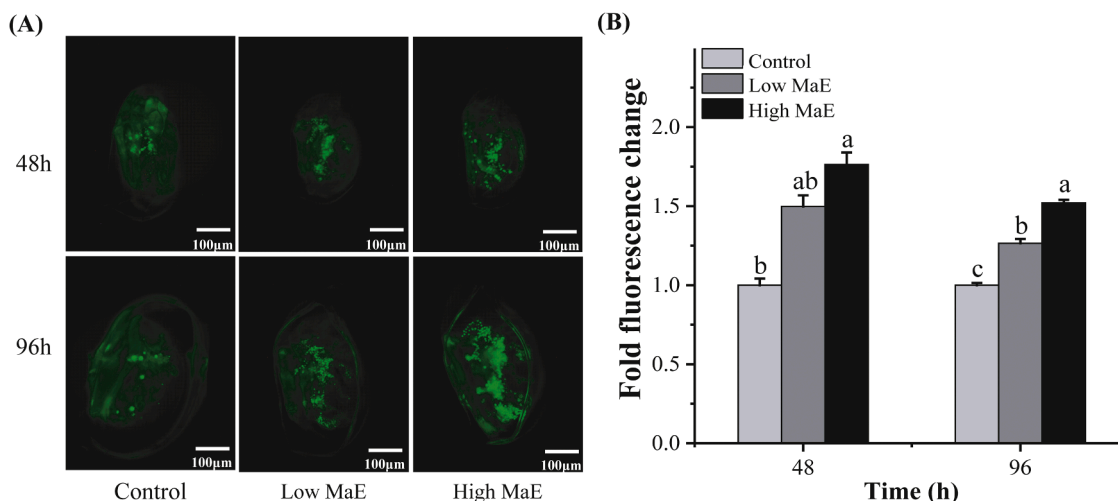 (A)
48h
100μm
100μm
100μm
96h
100μm
100μm
100μm
Control
Low MaE
High MaE
(B)
Fold fluorescence change
2.0
1.5
1.0
0.5
0.0
Control
Low MaE
High MaE
b
ab
a
c
b
a
48
96
Time (h)